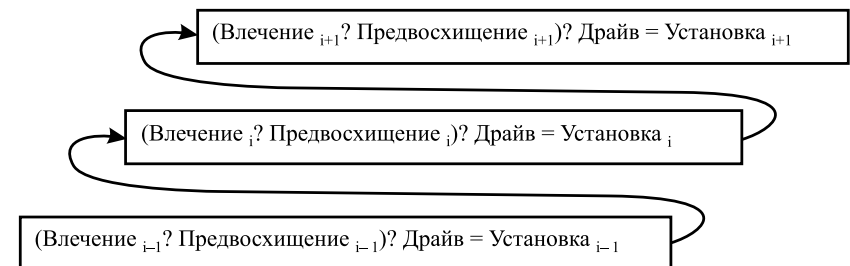 (Влечение i+1? Предвосхищение i+1)? Драйв = Установка i+1
(Влечение i? Предвосхищение i)? Драйв = Установка i
(Влечение i–1? Предвосхищение i– 1)? Драйв = Установка i– 1